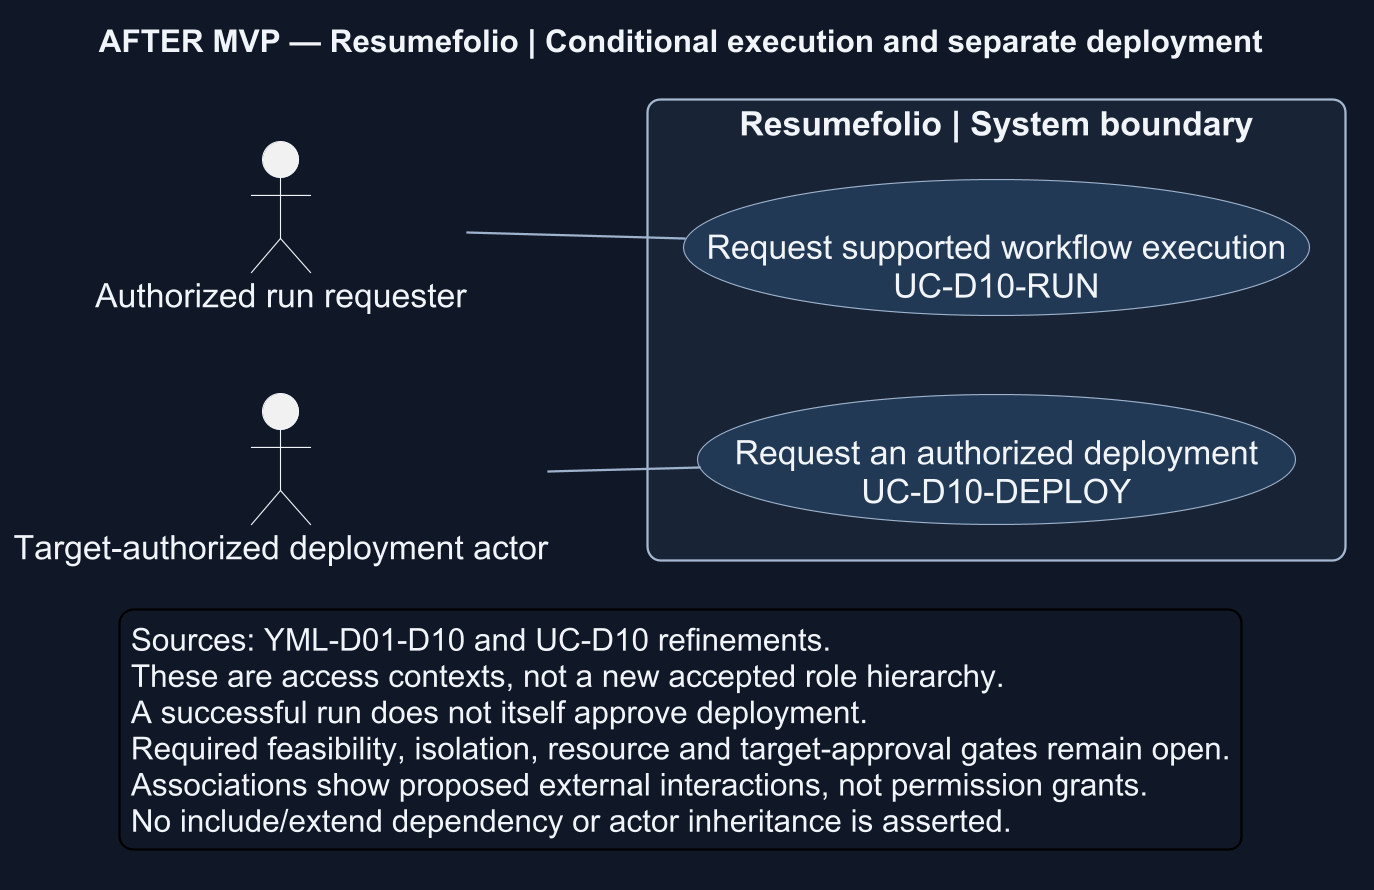 AFTER MVP — Resumefolio | Conditional execution and separate deployment
Resumefolio | System boundary
Request supported workflow execution
UC-D10-RUN
Authorized run requester
Request an authorized deployment
UC-D10-DEPLOY
Target-authorized deployment actor
Sources: YML-D01-D10 and UC-D10 refinements.
These are access contexts, not a new accepted role hierarchy.
A successful run does not itself approve deployment.
Required feasibility, isolation, resource and target-approval gates remain open.
Associations show proposed external interactions, not permission grants.
No include/extend dependency or actor inheritance is asserted.